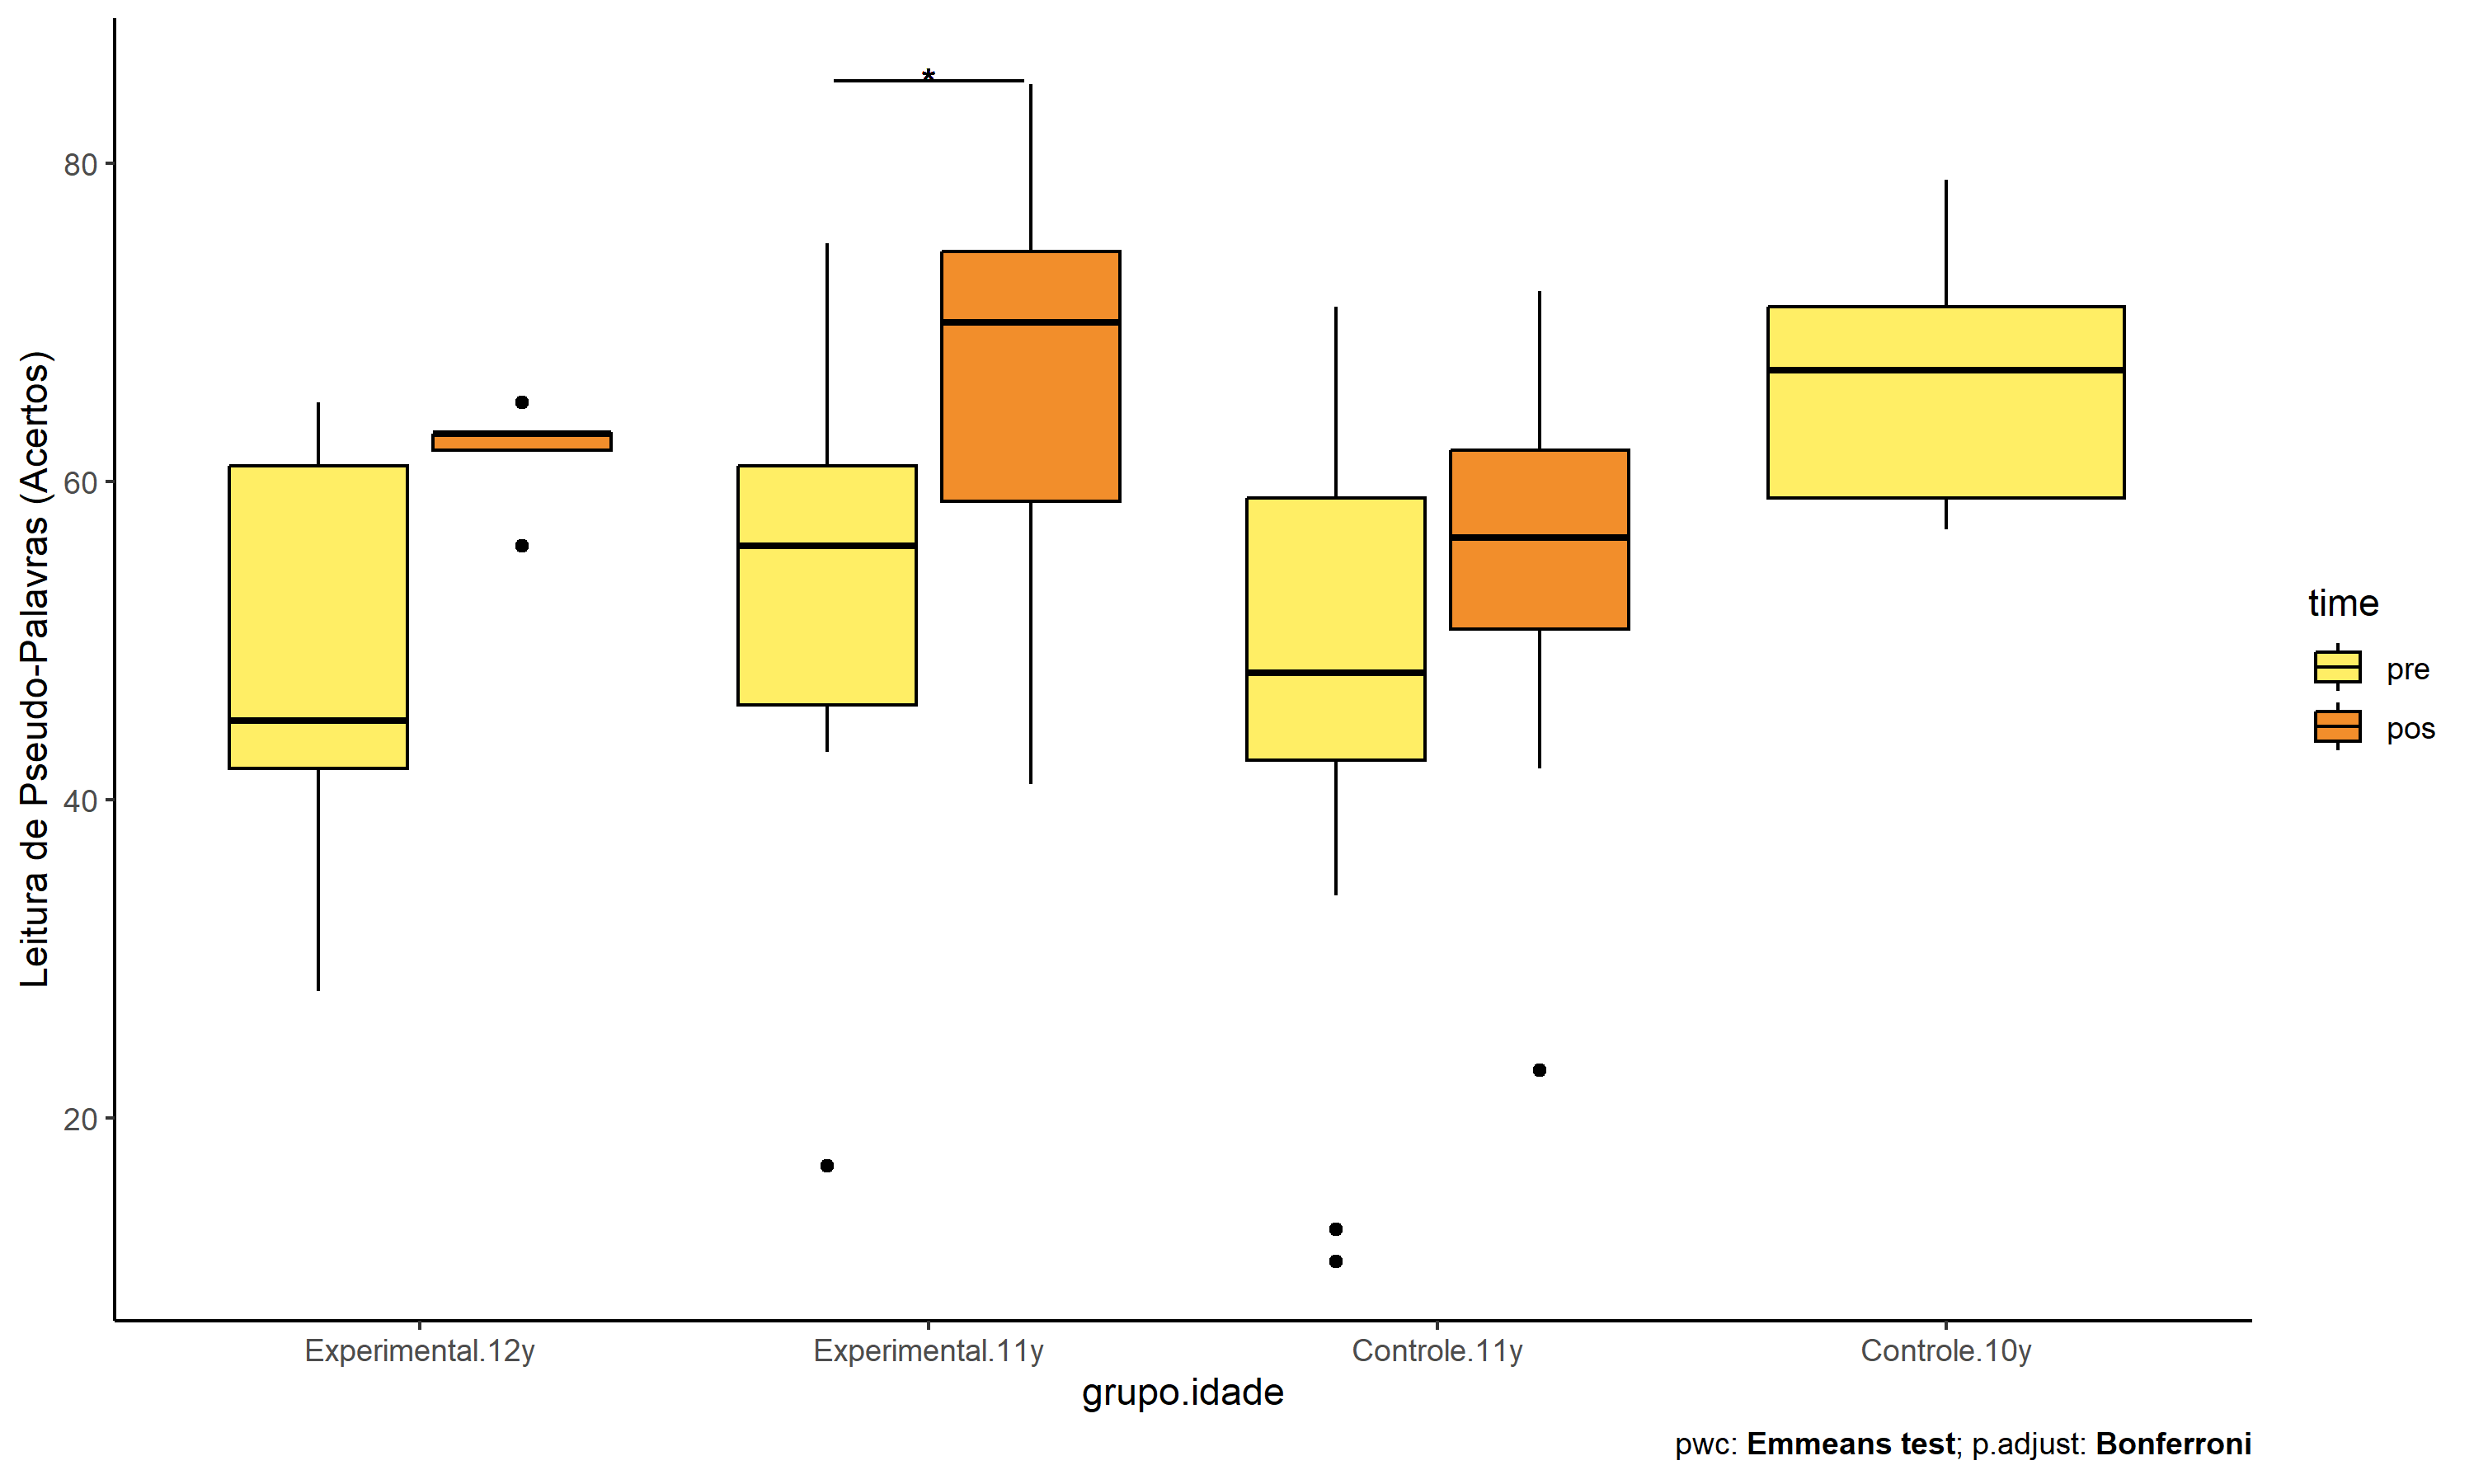 *
80
60
40
20
Leitura de Pseudo-Palavras (Acertos)
Experimental.12y
Experimental.11y
Controle.11y
Controle.10y
grupo.idade
time
pre
pos
pwc: Emmeans test; p.adjust: Bonferroni